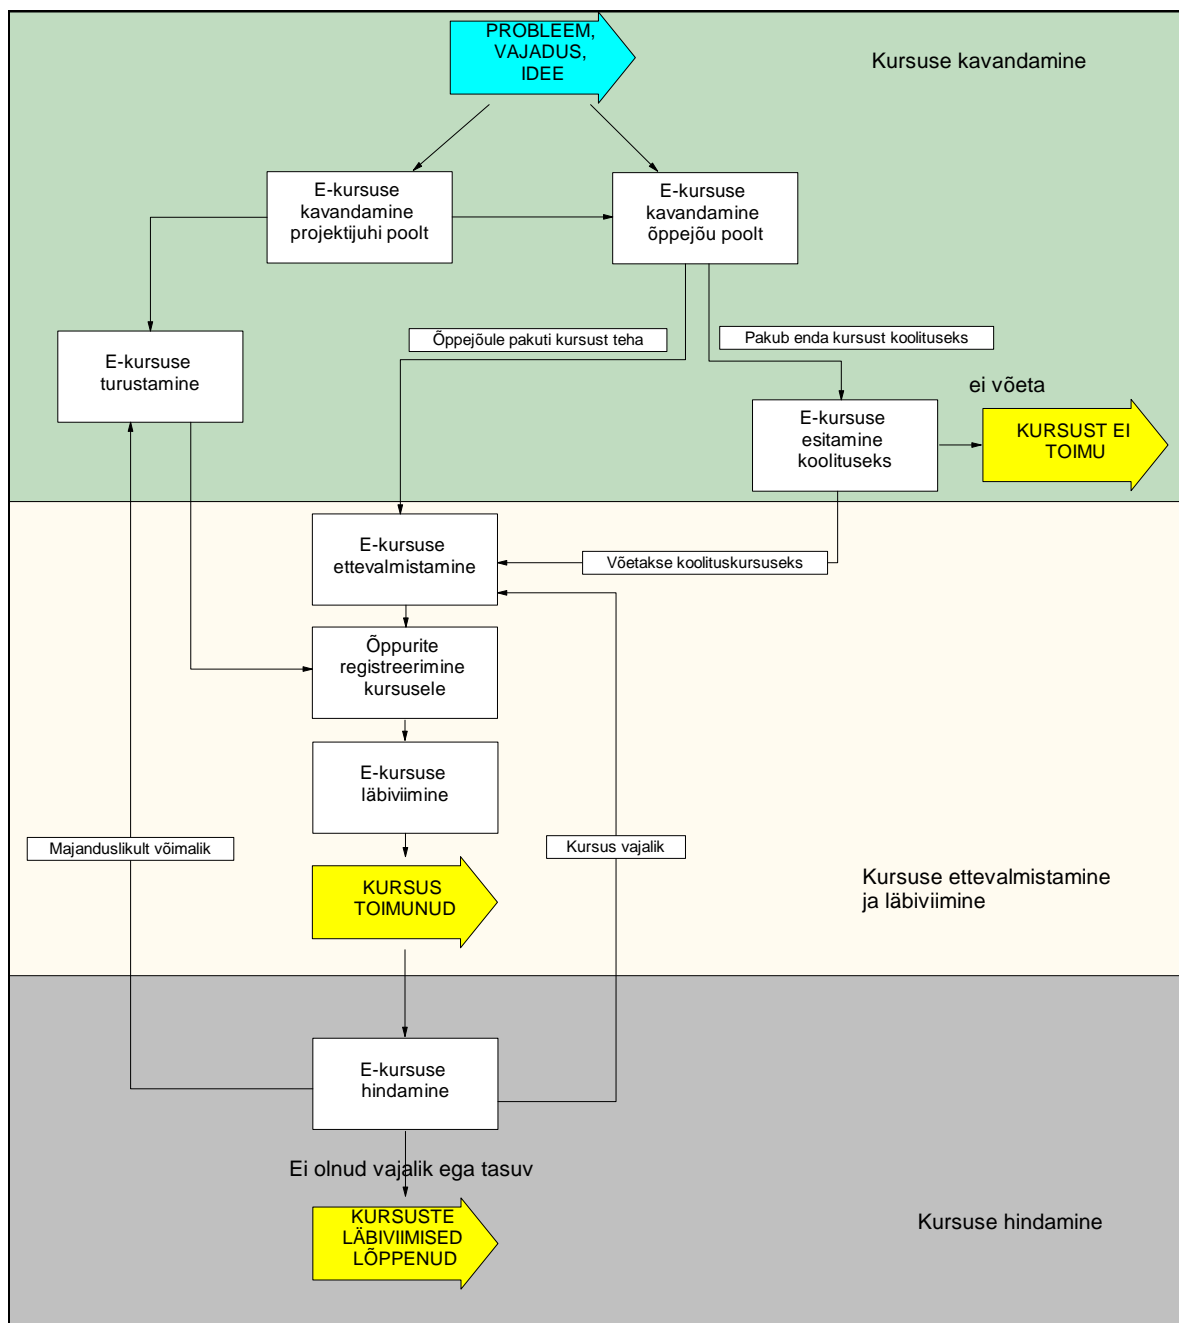 PROBLEEM,
VAJADUS,
IDEE
Kursuse kavandamine
E-kursuse
kavandamine
projektijuhi poolt
E-kursuse
kavandamine
õppejõu poolt
Õppejõule pakuti kursust teha
Pakub enda kursust koolituseks
E-kursuse
turustamine
ei võeta
E-kursuse
esitamine
koolituseks
KURSUST EI
TOIMU
E-kursuse
ettevalmistamine
Võetakse koolituskursuseks
Õppurite
registreerimine
kursusele
E-kursuse
läbiviimine
Majanduslikult võimalik
Kursus vajalik
KURSUS
TOIMUNUD
Kursuse ettevalmistamine
ja läbiviimine
E-kursuse
hindamine
Ei olnud vajalik ega tasuv
KURSUSTE
LÄBIVIIMISED
LÕPPENUD
Kursuse hindamine